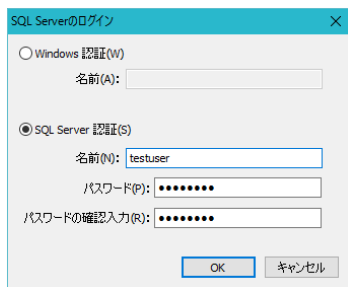 SQL Serverのログイン
Windows 認証(W)
名前(A):
SQL Server 認証(S)
名前(N): testuser
パスワード(P): ●●●●●●●●
パスワードの確認入力(R): ●●●●●●●●
OK キャンセル